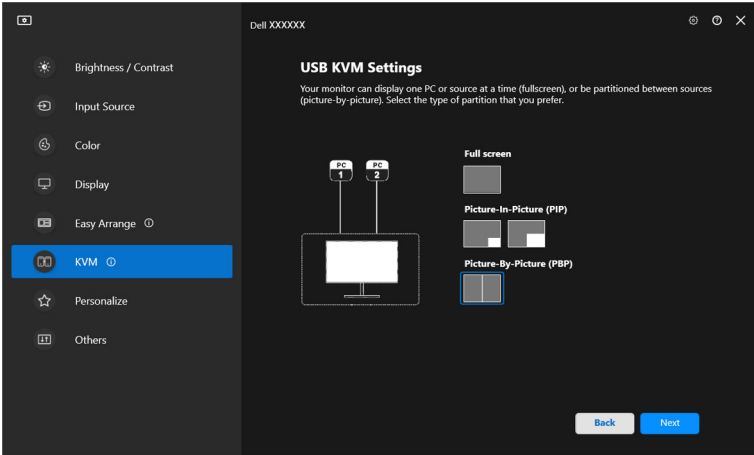 Dell XXXXXX
Brightness / Contrast
Input Source
Color
Display
Easy Arrange
KVM
Personalize
Others
USB KVM Settings
Your monitor can display one PC or source at a time (fullscreen), or be partitioned between sources
(picture-by-picture). Select the type of partition that you prefer.
PC
1
PC
2
Full screen
Picture-In-Picture (PIP)
Picture-By-Picture (PBP)
Back
Next